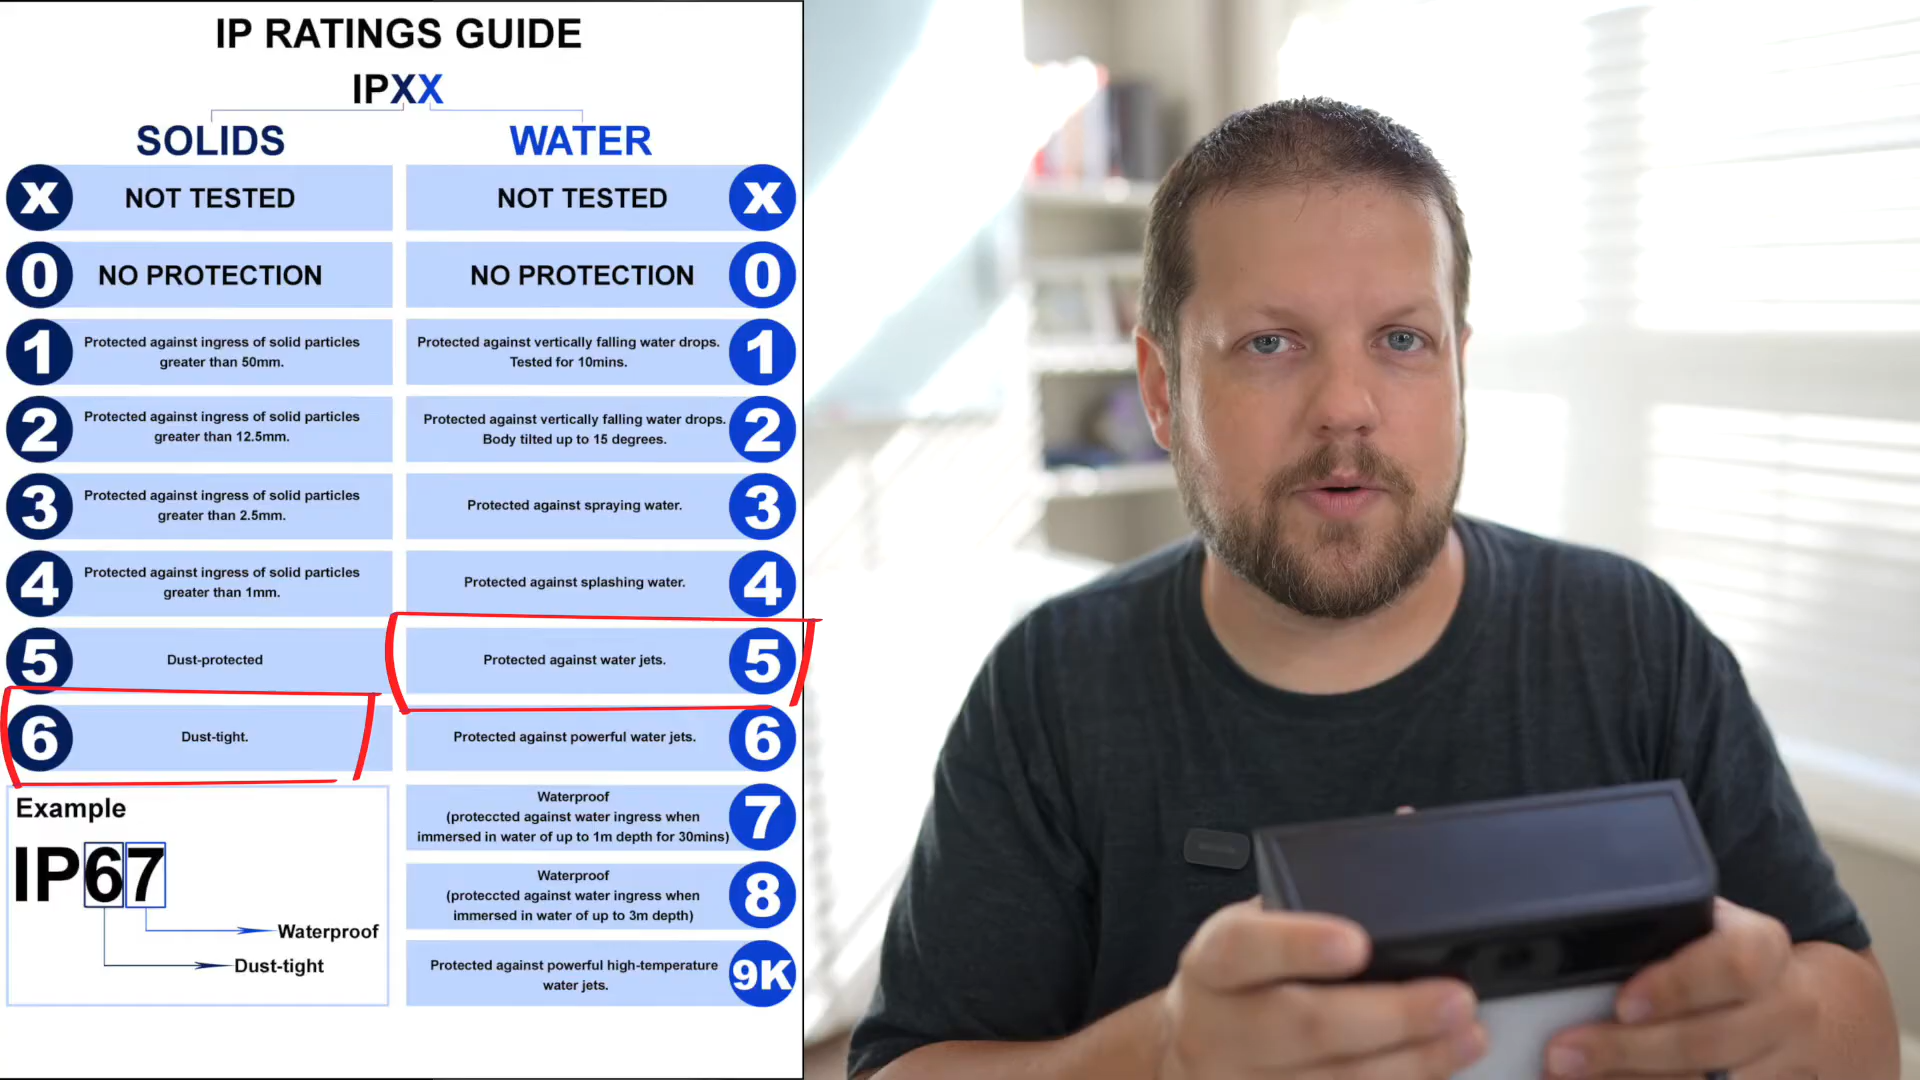 IP RATINGS GUIDE
IPXX
SOLIDS
X NOT TESTED
0 NO PROTECTION
1 Protected against ingress of solid particles
greater than 50mm.
2 Protected against ingress of solid particles
greater than 12.5mm.
3 Protected against ingress of solid particles
greater than 2.5mm.
4 Protected against ingress of solid particles
greater than 1mm.
5 Dust-protected
6 Dust-tight.
WATER
NOT TESTED X
NO PROTECTION 0
Protected against vertically falling water drops.
Tested for 10mins. 1
Protected against vertically falling water drops.
Body tilted up to 15 degrees. 2
Protected against spraying water. 3
Protected against splashing water. 4
Protected against water jets. 5
Protected against powerful water jets. 6
Waterproof
(proteccted against water ingress when
immersed in water of up to 1m depth for 30mins) 7
Waterproof
(proteccted against water ingress when
immersed in water of up to 3m depth) 8
Protected against powerful high-temperature
water jets. 9K
Example
IP67
Waterproof
Dust-tight